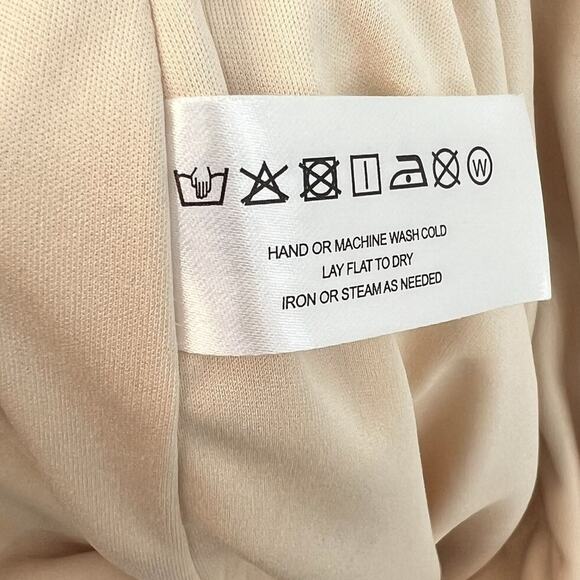 W
HAND OR MACHINE WASH COLD
LAY FLAT TO DRY
IRON OR STEAM AS NEEDED